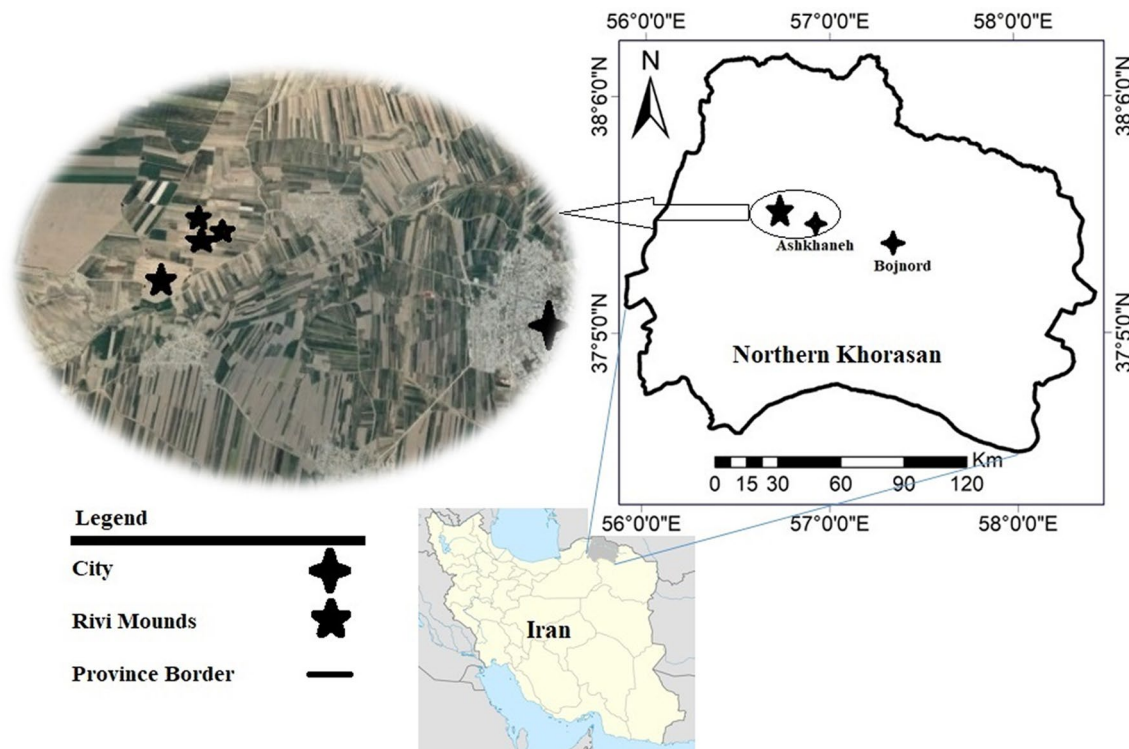 56°0'0"E 57°0'0"E 58°0'0"E
38°6'0"N
38°6'0"N
N
Ashkhaneh
Bojnord
37°5'0"N
37°5'0"N
Northern Khorasan
Km
0 15 30 60 90 120
56°0'0"E 57°0'0"E 58°0'0"E
Legend
City
Rivi Mounds
Province Border
Iran